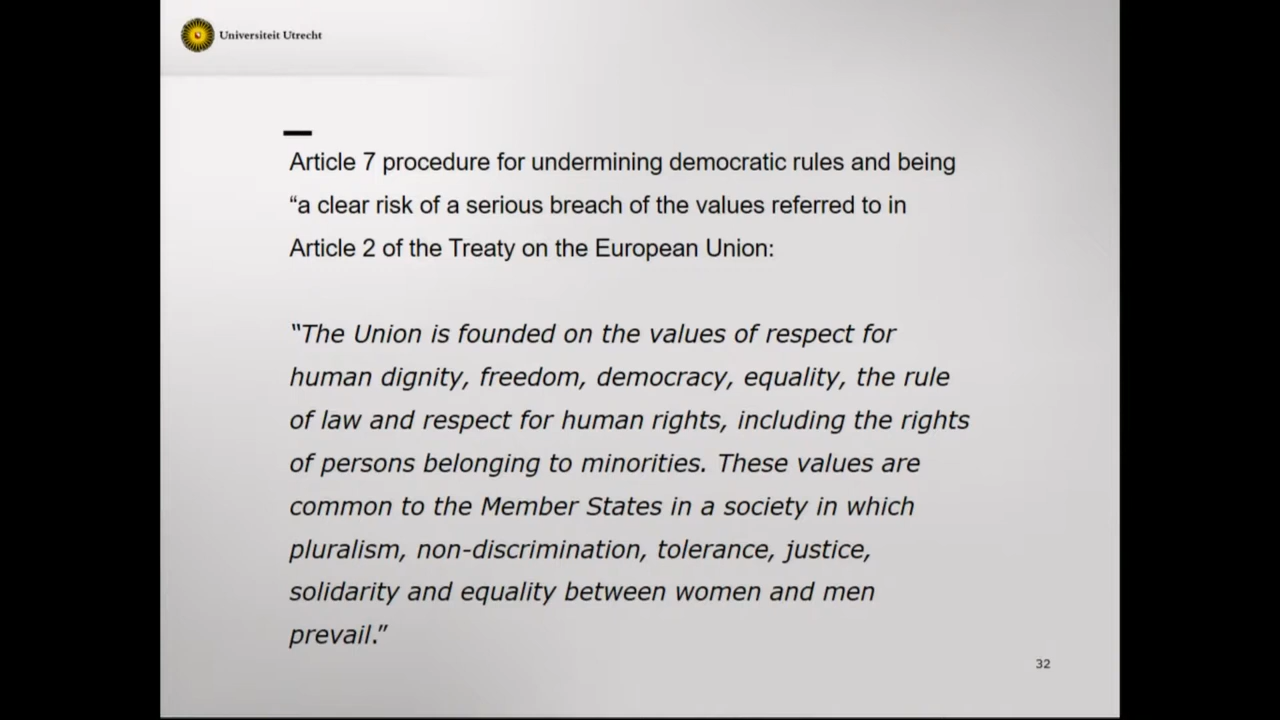 Universiteit Utrecht
Article 7 procedure for undermining democratic rules and being
“a clear risk of a serious breach of the values referred to in
Article 2 of the Treaty on the European Union:
“The Union is founded on the values of respect for
human dignity, freedom, democracy, equality, the rule
of law and respect for human rights, including the rights
of persons belonging to minorities. These values are
common to the Member States in a society in which
pluralism, non-discrimination, tolerance, justice,
solidarity and equality between women and men
prevail.”
32